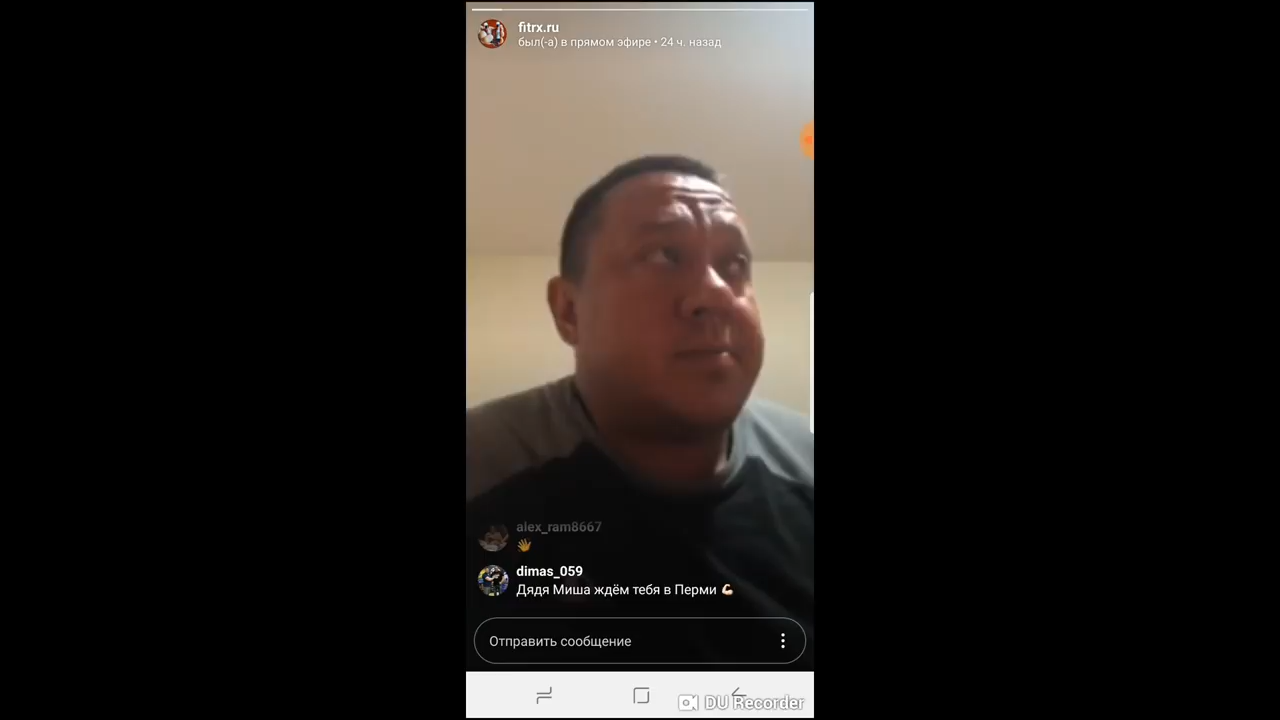 fitrx.ru
был(-а) в прямом эфире • 24 ч. назад
alex_ram8667
👋
dimas_059
Дядя Миша ждём тебя в Перми 💪🏻
Отправить сообщение
DU Recorder